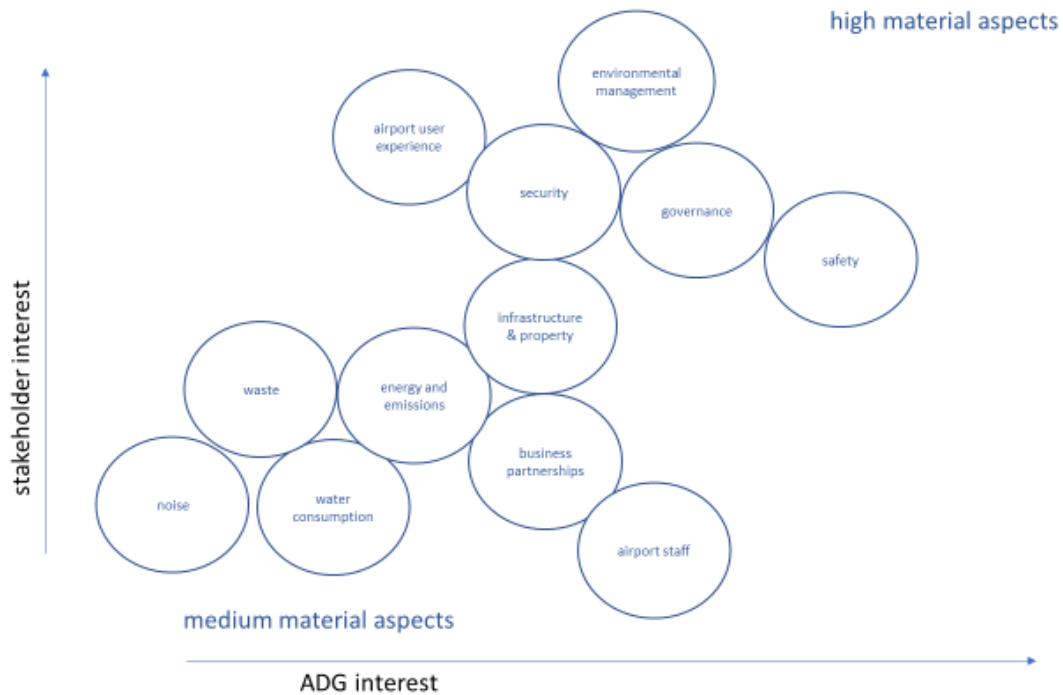 high material aspects
environmental
management
airport user
experience
security
governance
safety
infrastructure
& property
stakeholder interest
waste
energy and
emissions
business
partnerships
noise
water
consumption
airport staff
medium material aspects
ADG interest